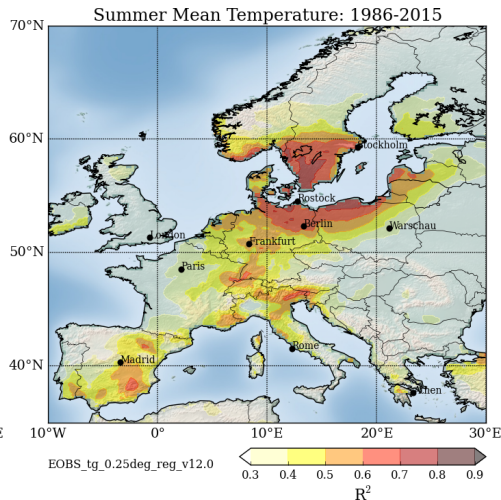 Summer Mean Temperature: 1986-2015
70°N
60°N
Stockholm
Rostöck
London
Berlin
Warschau
50°N
Frankfurt
Paris
Rome
40°N
Madrid
Athen
E
10°W
0°
10°E
20°E
30°E
EOBS_tg_0.25deg_reg_v12.0
0.3 0.4 0.5 0.6 0.7 0.8 0.9
R²